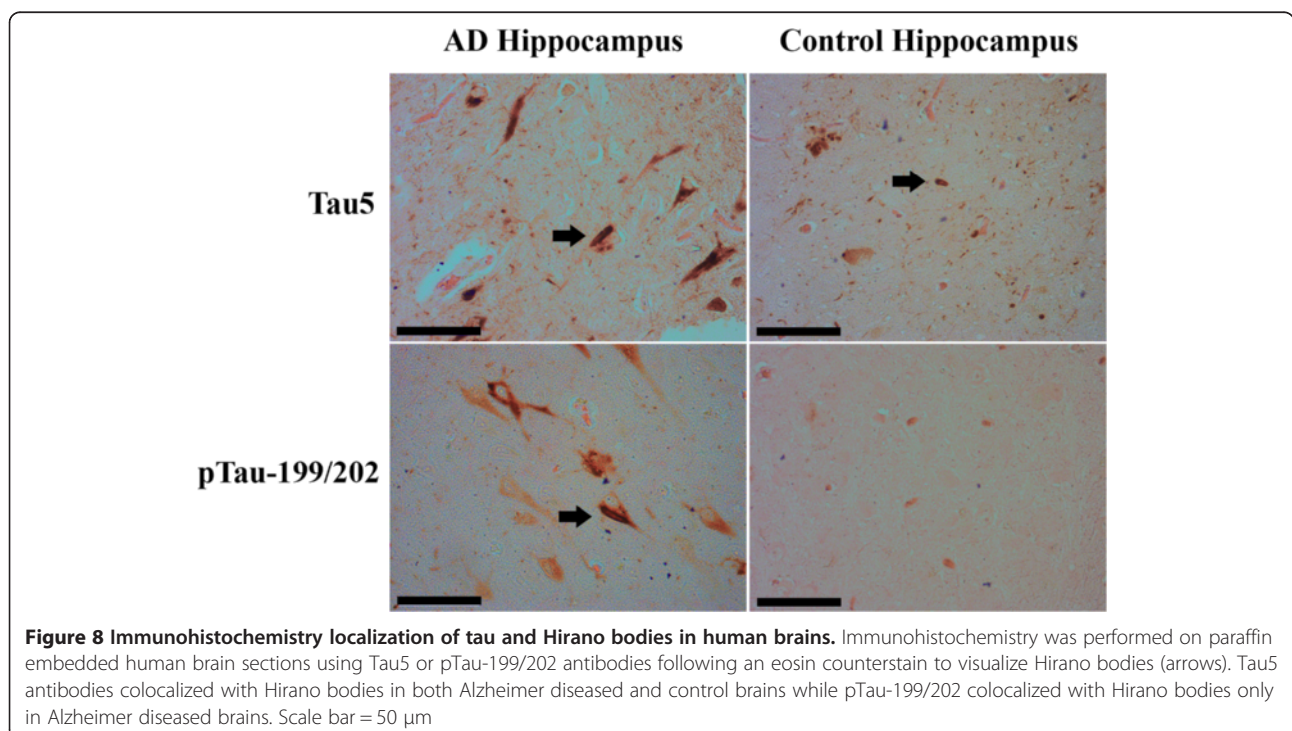 AD Hippocampus
Control Hippocampus
Tau5
pTau-199/202
Figure 8 Immunohistochemistry localization of tau and Hirano bodies in human brains. Immunohistochemistry was performed on paraffin
embedded human brain sections using Tau5 or pTau-199/202 antibodies following an eosin counterstain to visualize Hirano bodies (arrows). Tau5
antibodies colocalized with Hirano bodies in both Alzheimer diseased and control brains while pTau-199/202 colocalized with Hirano bodies only
in Alzheimer diseased brains. Scale bar = 50 μm